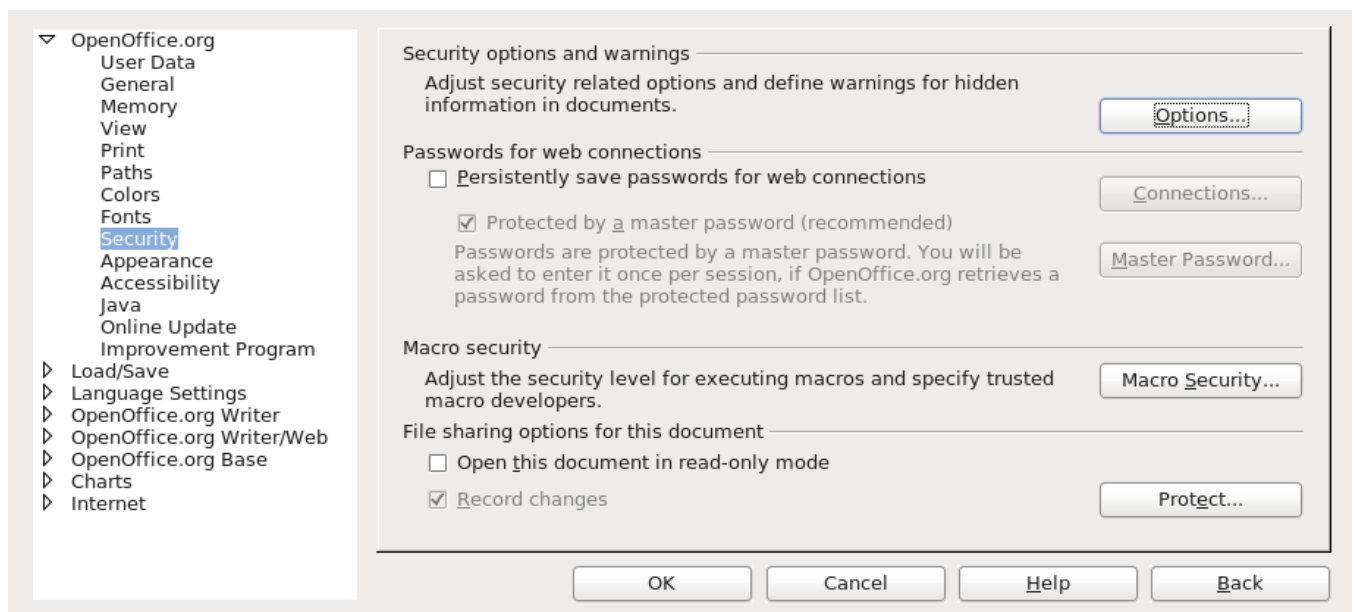 OpenOffice.org
User Data
General
Memory
View
Print
Paths
Colors
Fonts
Security
Appearance
Accessibility
Java
Online Update
Improvement Program
Load/Save
Language Settings
OpenOffice.org Writer
OpenOffice.org Writer/Web
OpenOffice.org Base
Charts
Internet
Security options and warnings
Adjust security related options and define warnings for hidden
information in documents.
Options...
Passwords for web connections
Persistently save passwords for web connections
Connections...
Protected by a master password (recommended)
Passwords are protected by a master password. You will be
asked to enter it once per session, if OpenOffice.org retrieves a
password from the protected password list.
Master Password...
Macro security
Adjust the security level for executing macros and specify trusted
macro developers.
Macro Security...
File sharing options for this document
Open this document in read-only mode
Record changes
Protect...
OK
Cancel
Help
Back